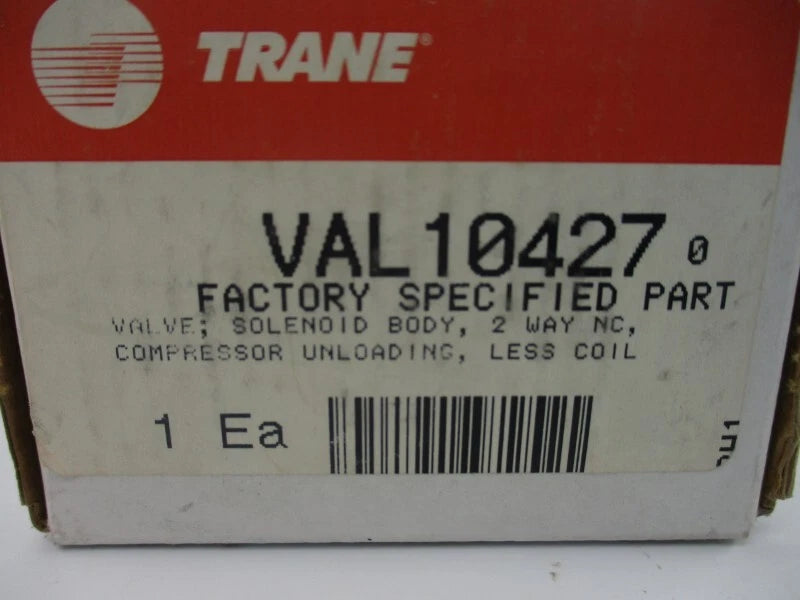 TRANE®
VAL10427 0
FACTORY SPECIFIED PART
VALVE; SOLENOID BODY, 2 WAY NC,
COMPRESSOR UNLOADING, LESS COIL
1 Ea